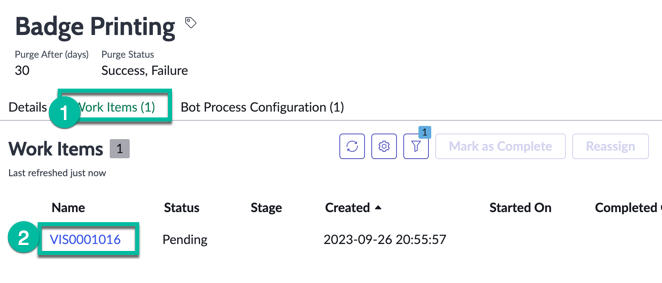 Badge Printing
Purge After (days) Purge Status
30 Success, Failure
Details Work Items (1) Bot Process Configuration (1)
1
Work Items 1
1
Mark as Complete Reassign
Last refreshed just now
Name Status Stage Created Started On Completed
2 VIS0001016 Pending 2023-09-26 20:55:57